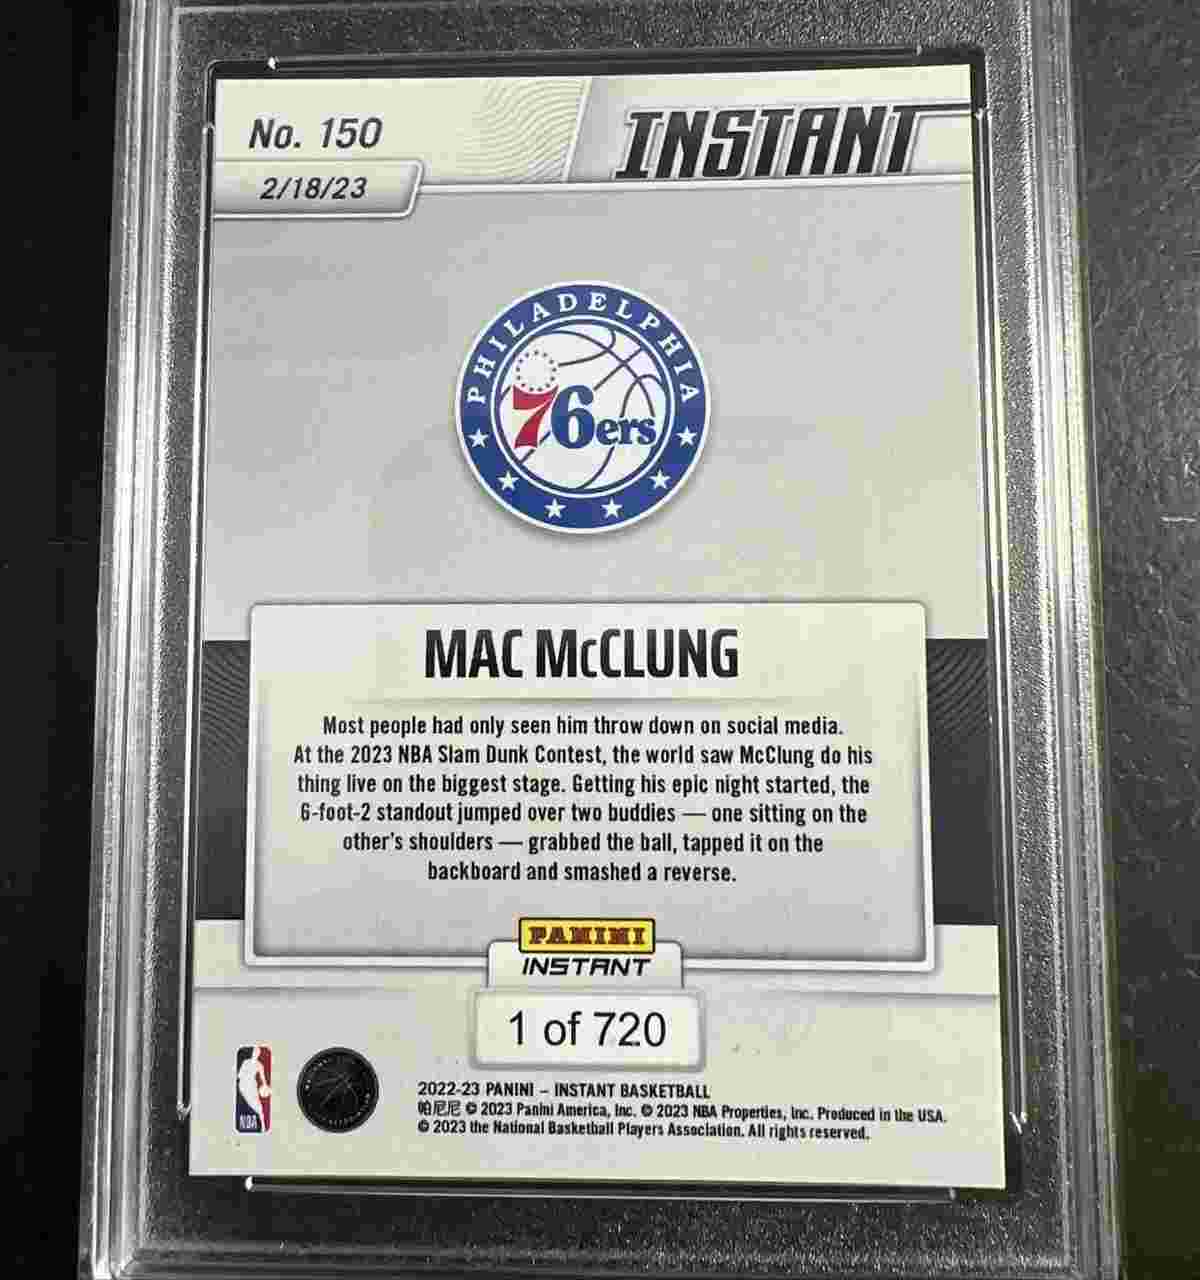 No. 150
INSTANT
2/18/23
PHILADELPHIA
76ers
MAC McCLUNG
Most people had only seen him throw down on social media.
At the 2023 NBA Slam Dunk Contest, the world saw McClung do his
thing live on the biggest stage. Getting his epic night started, the
6-foot-2 standout jumped over two buddies — one sitting on the
other's shoulders — grabbed the ball, tapped it on the
backboard and smashed a reverse.
PANINI
INSTANT
1 of 720
NBA
2022-23 PANINI – INSTANT BASKETBALL
帕尼尼 © 2023 Panini America, Inc. © 2023 NBA Properties, Inc. Produced in the USA.
© 2023 the National Basketball Players Association. All rights reserved.